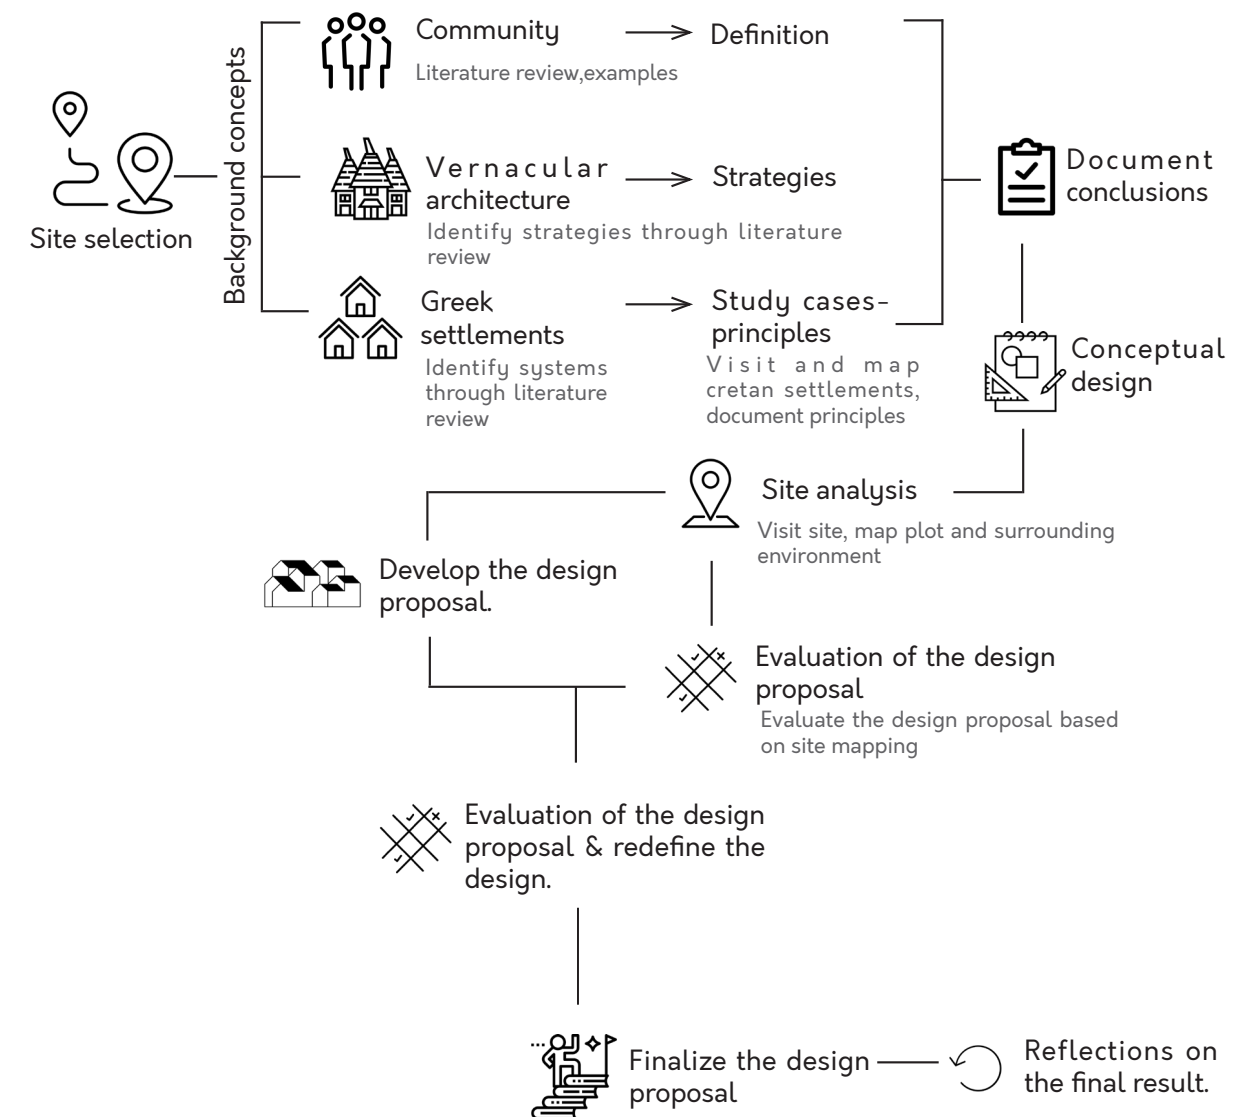 Site selection
Background concepts
Community
Literature review,examples
Definition
Vernacular
architecture
Identify strategies through literature
review
Strategies
Greek
settlements
Identify systems
through literature
review
Study cases-
principles
Visit and map
cretan settlements,
document principles
Document
conclusions
Conceptual
design
Site analysis
Visit site, map plot and surrounding
environment
Develop the design
proposal.
Evaluation of the design
proposal
Evaluate the design proposal based
on site mapping
Evaluation of the design
proposal & redefine the
design.
Finalize the design
proposal
Reflections on
the final result.